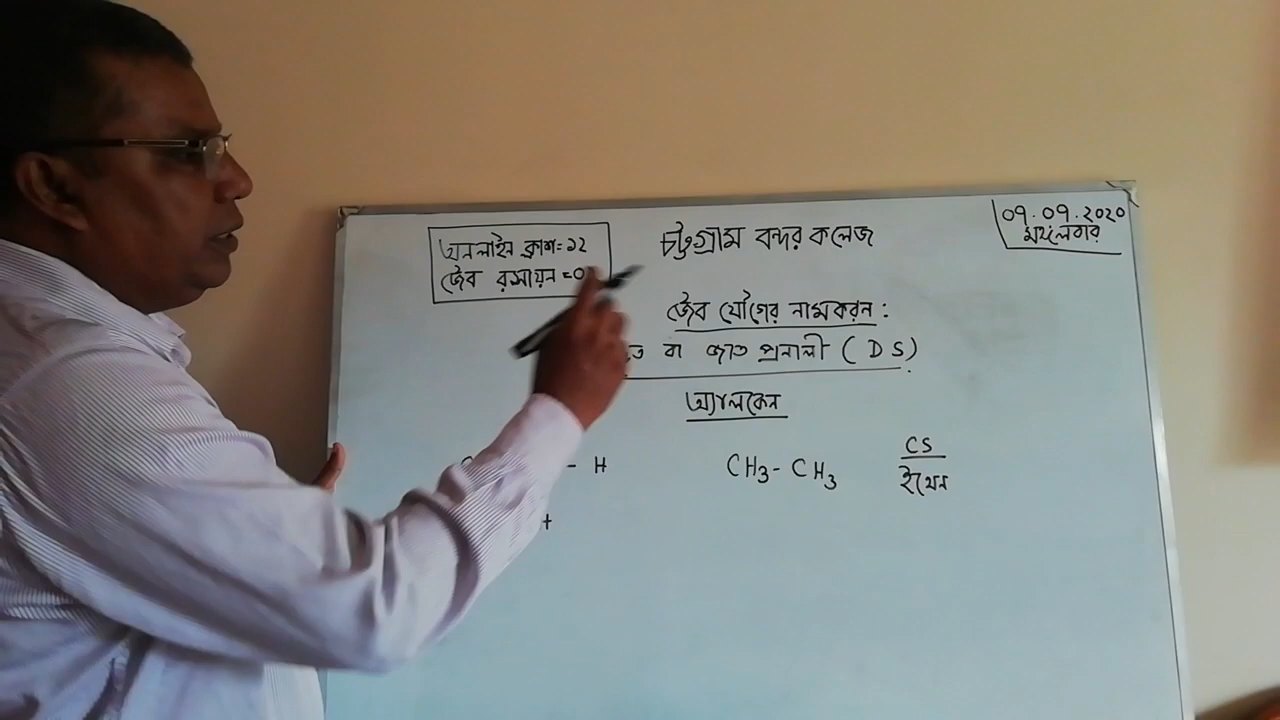 অনলাইন ক্লাশ=১২
জৈব রসায়ন =০
চট্টগ্রাম বন্দর কলেজ
০৭.০৭.২০২০
মঙ্গলবার
জৈব যৌগের নামকরন :
বা জাত প্রনালী ( DS )
অ্যালকেন
- H
CH3 - CH3
CS
ইথেন
+